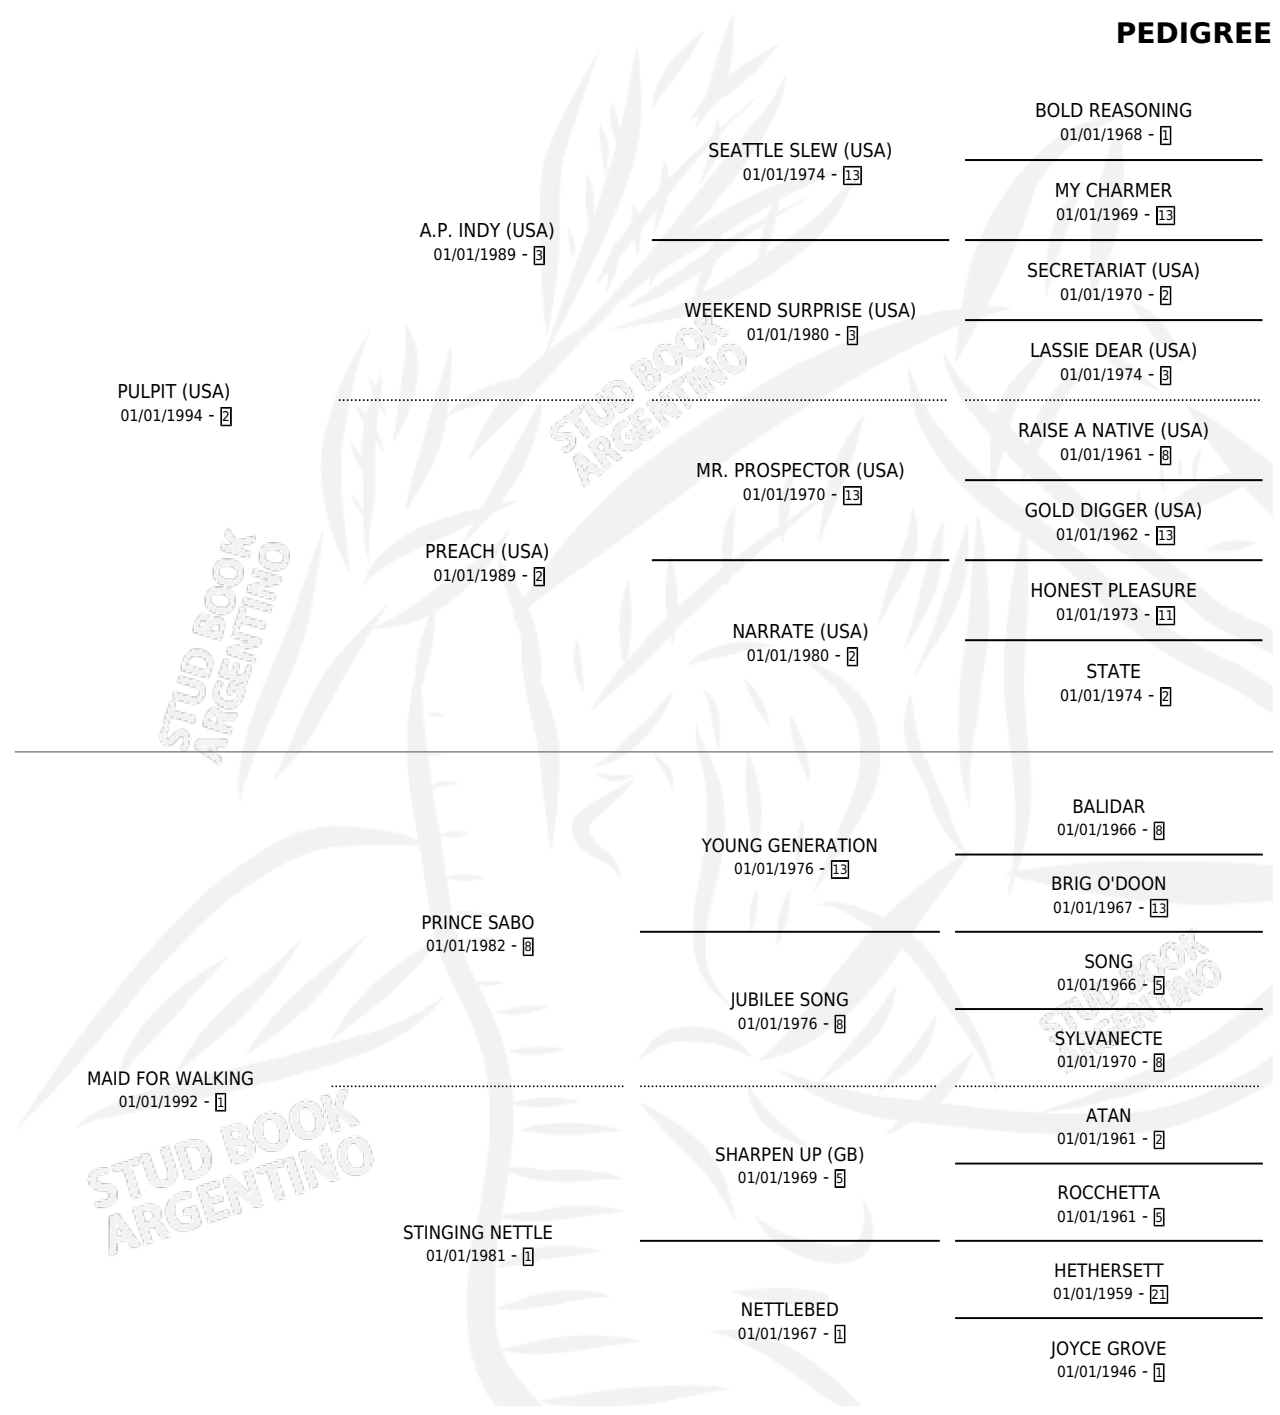 PEDIGREE
BOLD REASONING
01/01/1968 - 1
SEATTLE SLEW (USA)
01/01/1974 - 13
MY CHARMER
01/01/1969 - 13
A.P. INDY (USA)
01/01/1989 - 3
SECRETARIAT (USA)
01/01/1970 - 2
WEEKEND SURPRISE (USA)
01/01/1980 - 3
LASSIE DEAR (USA)
01/01/1974 - 3
PULPIT (USA)
01/01/1994 - 2
RAISE A NATIVE (USA)
01/01/1961 - 8
MR. PROSPECTOR (USA)
01/01/1970 - 13
GOLD DIGGER (USA)
01/01/1962 - 13
PREACH (USA)
01/01/1989 - 2
HONEST PLEASURE
01/01/1973 - 11
NARRATE (USA)
01/01/1980 - 2
STATE
01/01/1974 - 2
BALIDAR
01/01/1966 - 8
YOUNG GENERATION
01/01/1976 - 13
BRIG O'DOON
01/01/1967 - 13
PRINCE SABO
01/01/1982 - 8
SONG
01/01/1966 - 5
JUBILEE SONG
01/01/1976 - 8
SYLVANECTE
01/01/1970 - 8
MAID FOR WALKING
01/01/1992 - 1
ATAN
01/01/1961 - 2
SHARPEN UP (GB)
01/01/1969 - 5
ROCCHETTA
01/01/1961 - 5
STINGING NETTLE
01/01/1981 - 1
HETHERSETT
01/01/1959 - 21
NETTLEBED
01/01/1967 - 1
JOYCE GROVE
01/01/1946 - 1
STUD BOOK
ARGENTINO
STUD BOOK
ARGENTINO
STUD BOOK
ARGENTINO
STUD BOOK
ARGENTINO